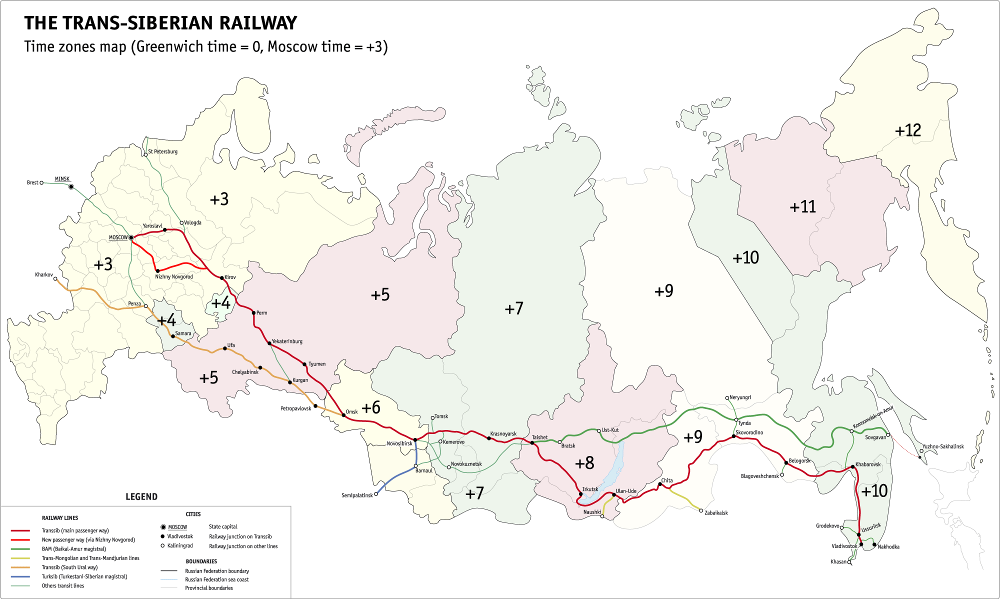 THE TRANS-SIBERIAN RAILWAY
Time zones map (Greenwich time = 0, Moscow time = +3)
+12
St Petersburg
MINSK
Brest
+3
+11
Vologda
Yaroslavl
MOSCOW
+10
+3
Nizhny Novgorod
Kirov
Kharkov
+5
+9
+4
Penza
+7
Perm
+4
Samara
Yekaterinburg
Ufa
Tyumen
Chelyabinsk
+5
Kurgan
Neryungri
Petropavlovsk
Omsk
+6
Tomsk
Komsomolsk-on-Amur
Tynda
Ust-Kut
Skovorodino
Krasnoyarsk
Taishet
+9
Sovgavan
Novosibirsk
Kemerovo
Bratsk
Yuzhno-Sakhalinsk
Novokuznetsk
+8
Belogorsk
Khabarovsk
Barnaul
Blagoveshchensk
Chita
Irkutsk
Ulan-Ude
+10
Semipalatinsk
+7
Naushki
Zabaikalsk
Grodekovo
Ussuriisk
Vladivostok
Nakhodka
Khasan
LEGEND
RAILWAY LINES
Transsib (main passenger way)
New passenger way (via Nizhny Novgorod)
BAM (Baikal-Amur magistral)
Trans-Mongolian and Trans-Mandjurian lines
Transsib (South Ural way)
Turksib (Turkestani-Siberian magistral)
Others transit lines
CITIES
MOSCOW State capital
Vladivostok Railway junction on Transsib
Kaliningrad Railway junction on other lines
BOUNDARIES
Russian Federation boundary
Russian Federation sea coast
Provincial boundaries